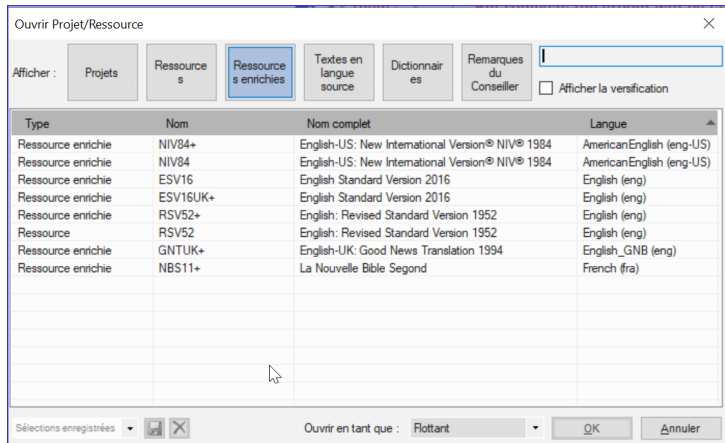 Ouvrir Projet/Ressource
Afficher :
Projets
Ressource
s
Ressource
s enrichies
Textes en
langue
source
Dictionnair
es
Remarques
du
Conseiller
Afficher la versification
Type Nom Nom complet Langue
Ressource enrichie NIV84+ English-US: New International Version® NIV® 1984 AmericanEnglish (eng-US)
Ressource enrichie NIV84 English-US: New International Version® NIV® 1984 AmericanEnglish (eng-US)
Ressource enrichie ESV16 English Standard Version 2016 English (eng)
Ressource enrichie ESV16UK+ English Standard Version 2016 English (eng)
Ressource enrichie RSV52+ English: Revised Standard Version 1952 English (eng)
Ressource RSV52 English: Revised Standard Version 1952 English (eng)
Ressource enrichie GNTUK+ English-UK: Good News Translation 1994 English_GNB (eng)
Ressource enrichie NBS11+ La Nouvelle Bible Segond French (fra)
Sélections enregistrées Ouvrir en tant que : Flottant OK Annuler